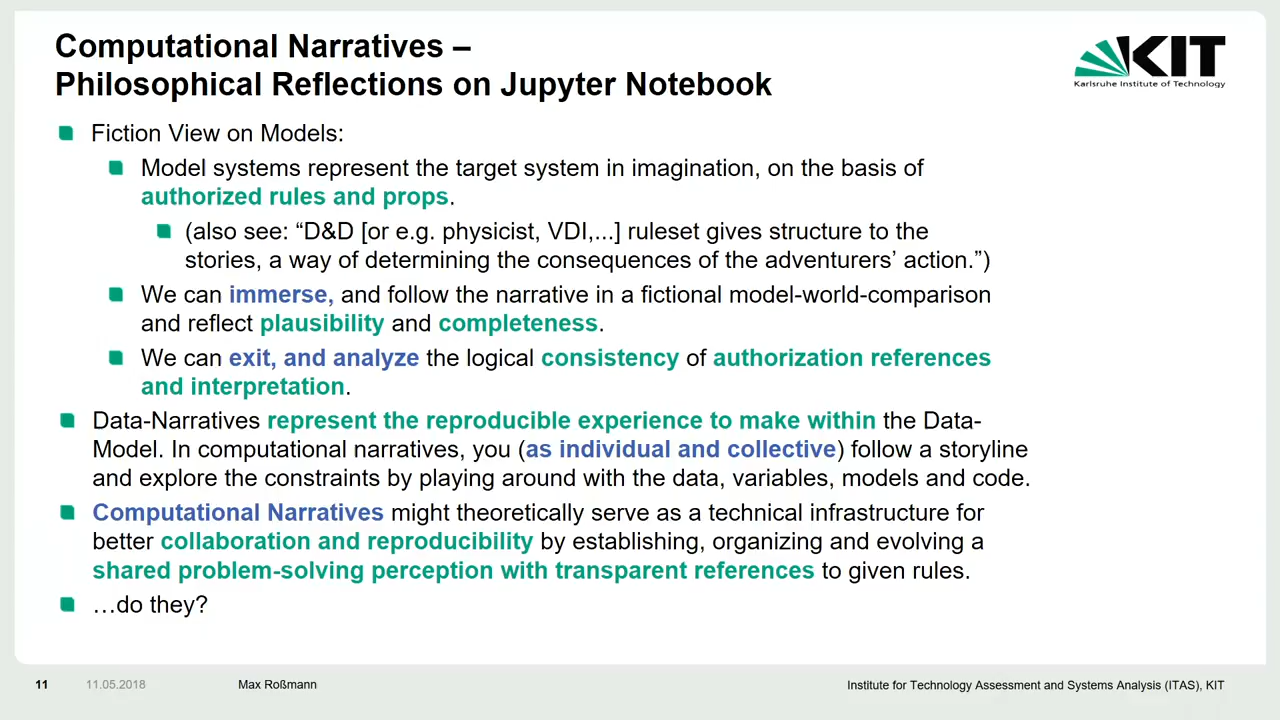 Computational Narratives –
Philosophical Reflections on Jupyter Notebook
KIT
Karlsruhe Institute of Technology
Fiction View on Models:
Model systems represent the target system in imagination, on the basis of
authorized rules and props.
(also see: “D&D [or e.g. physicist, VDI,...] ruleset gives structure to the
stories, a way of determining the consequences of the adventurers’ action.”)
We can immerse, and follow the narrative in a fictional model-world-comparison
and reflect plausibility and completeness.
We can exit, and analyze the logical consistency of authorization references
and interpretation.
Data-Narratives represent the reproducible experience to make within the Data-
Model. In computational narratives, you (as individual and collective) follow a storyline
and explore the constraints by playing around with the data, variables, models and code.
Computational Narratives might theoretically serve as a technical infrastructure for
better collaboration and reproducibility by establishing, organizing and evolving a
shared problem-solving perception with transparent references to given rules.
…do they?
11 11.05.2018 Max Roßmann Institute for Technology Assessment and Systems Analysis (ITAS), KIT